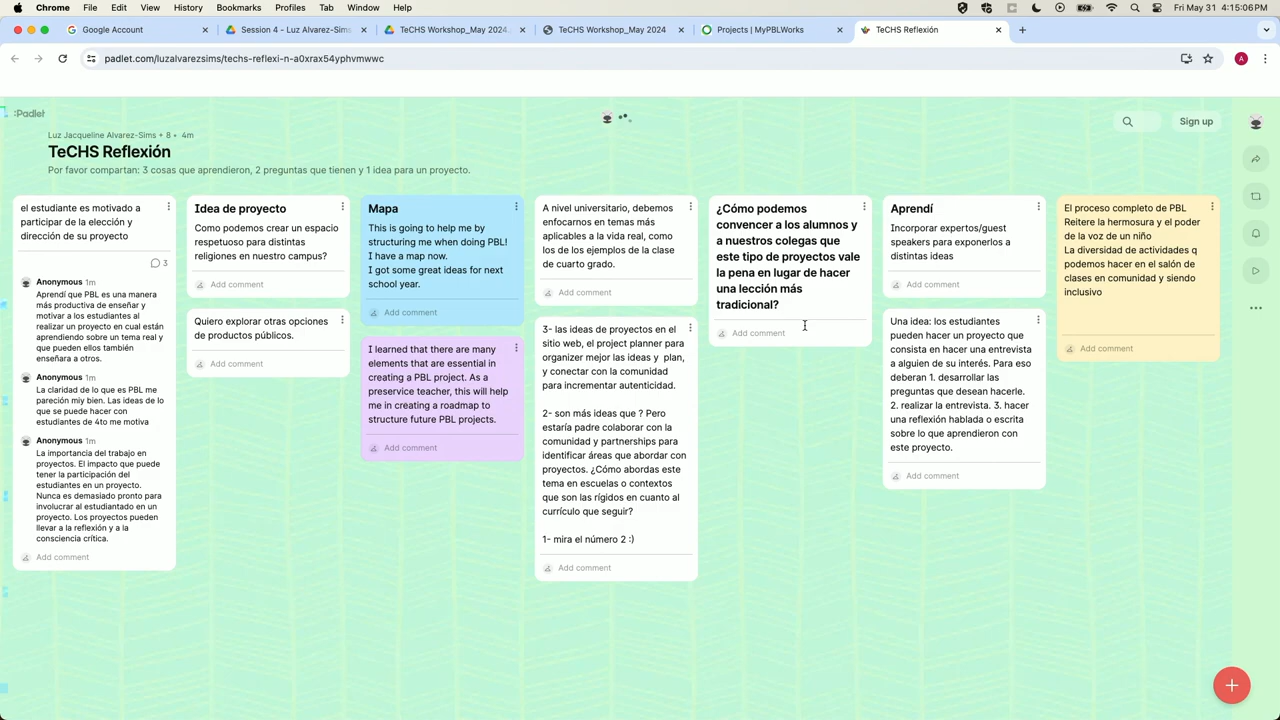 Chrome File Edit View History Bookmarks Profiles Tab Window Help
Fri May 31 4:15:06 PM
Google Account
Session 4 - Luz Alvarez-Sims
TeCHS Workshop_May 2024
TeCHS Workshop_May 2024
Projects | MyPBLWorks
TeCHS Reflexión
padlet.com/luzalvarezsims/techs-reflexi-n-a0xrax54yphvmwwc
A
:Padlet
Sign up
Luz Jacqueline Alvarez-Sims + 8 • 4m
TeCHS Reflexión
Por favor compartan: 3 cosas que aprendieron, 2 preguntas que tienen y 1 idea para un proyecto.
el estudiante es motivado a
participar de la elección y
dirección de su proyecto
3
Anonymous 1m
Aprendí que PBL es una manera
más productiva de enseñar y
motivar a los estudiantes al
realizar un proyecto en cual están
aprendiendo sobre un tema real y
que pueden ellos también
enseñara a otros.
Anonymous 1m
La claridad de lo que es PBL me
pareción miy bien. Las ideas de lo
que se puede hacer con
estudiantes de 4to me motiva
Anonymous 1m
La importancia del trabajo en
proyectos. El impacto que puede
tener la participación del
estudiantes en un proyecto.
Nunca es demasiado pronto para
involucrar al estudiantado en un
proyecto. Los proyectos pueden
llevar a la reflexión y a la
consciencia crítica.
Add comment
Idea de proyecto
Como podemos crear un espacio
respetuoso para distintas
religiones en nuestro campus?
Add comment
Quiero explorar otras opciones
de productos públicos.
Add comment
Mapa
This is going to help me by
structuring me when doing PBL!
I have a map now.
I got some great ideas for next
school year.
Add comment
I learned that there are many
elements that are essential in
creating a PBL project. As a
preservice teacher, this will help
me in creating a roadmap to
structure future PBL projects.
Add comment
A nivel universitario, debemos
enfocarnos en temas más
aplicables a la vida real, como
los de los ejemplos de la clase
de cuarto grado.
Add comment
3- las ideas de proyectos en el
sitio web, el project planner para
organizer mejor las ideas y plan,
y conectar con la comunidad
para incrementar autenticidad.
2- son más ideas que ? Pero
estaría padre colaborar con la
comunidad y partnerships para
identificar áreas que abordar con
proyectos. ¿Cómo abordas este
tema en escuelas o contextos
que son las rígidos en cuanto al
currículo que seguir?
1- mira el número 2 :)
Add comment
¿Cómo podemos
convencer a los alumnos y
a nuestros colegas que
este tipo de proyectos vale
la pena en lugar de hacer
una lección más
tradicional?
Add comment
Aprendí
Incorporar expertos/guest
speakers para exponerlos a
distintas ideas
Add comment
Una idea: los estudiantes
pueden hacer un proyecto que
consista en hacer una entrevista
a alguien de su interés. Para eso
deberan 1. desarrollar las
preguntas que desean hacerle.
2. realizar la entrevista. 3. hacer
una reflexión hablada o escrita
sobre lo que aprendieron con
este proyecto.
Add comment
El proceso completo de PBL
Reitere la hermosura y el poder
de la voz de un niño
La diversidad de actividades q
podemos hacer en el salón de
clases en comunidad y siendo
inclusivo
Add comment